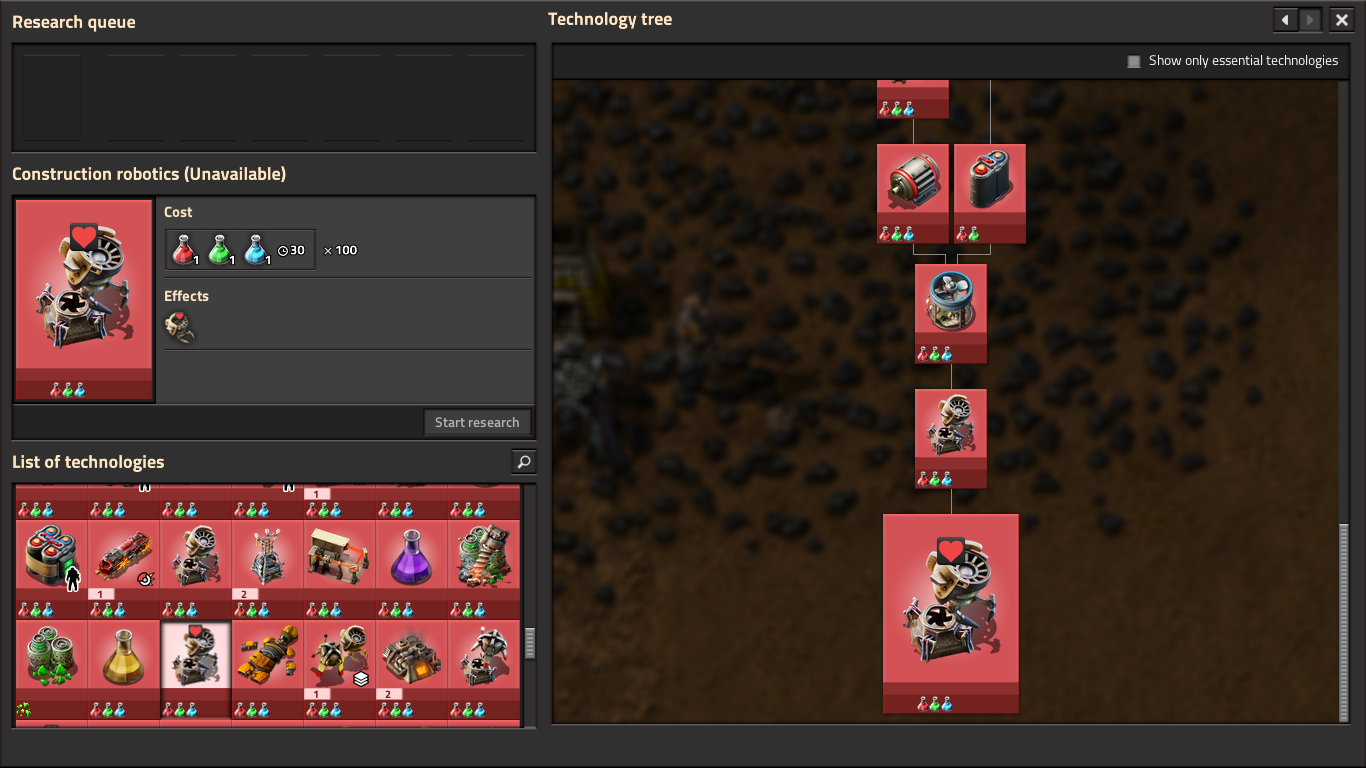 Research queue
Technology tree
Show only essential technologies
Construction robotics (Unavailable)
Cost
1 1 1 30 × 100
Effects
Start research
List of technologies
1
1 2
1 2